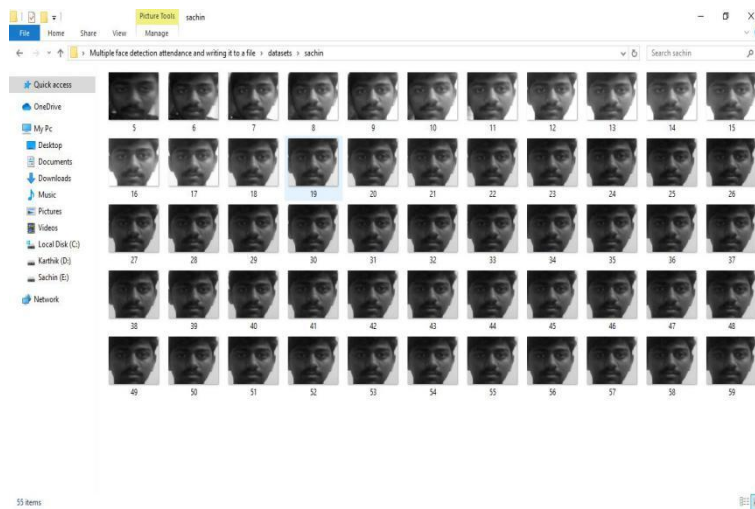 Picture Tools sachin
File Home Share View Manage
Multiple face detection attendance and writing it to a file › datasets › sachin
Search sachin
Quick access
OneDrive
My Pc
Desktop
Documents
Downloads
Music
Pictures
Videos
Local Disk (C:)
Karthik (D:)
Sachin (E:)
Network
5 6 7 8 9 10 11 12 13 14 15
16 17 18 19 20 21 22 23 24 25 26
27 28 29 30 31 32 33 34 35 36 37
38 39 40 41 42 43 44 45 46 47 48
49 50 51 52 53 54 55 56 57 58 59
55 items